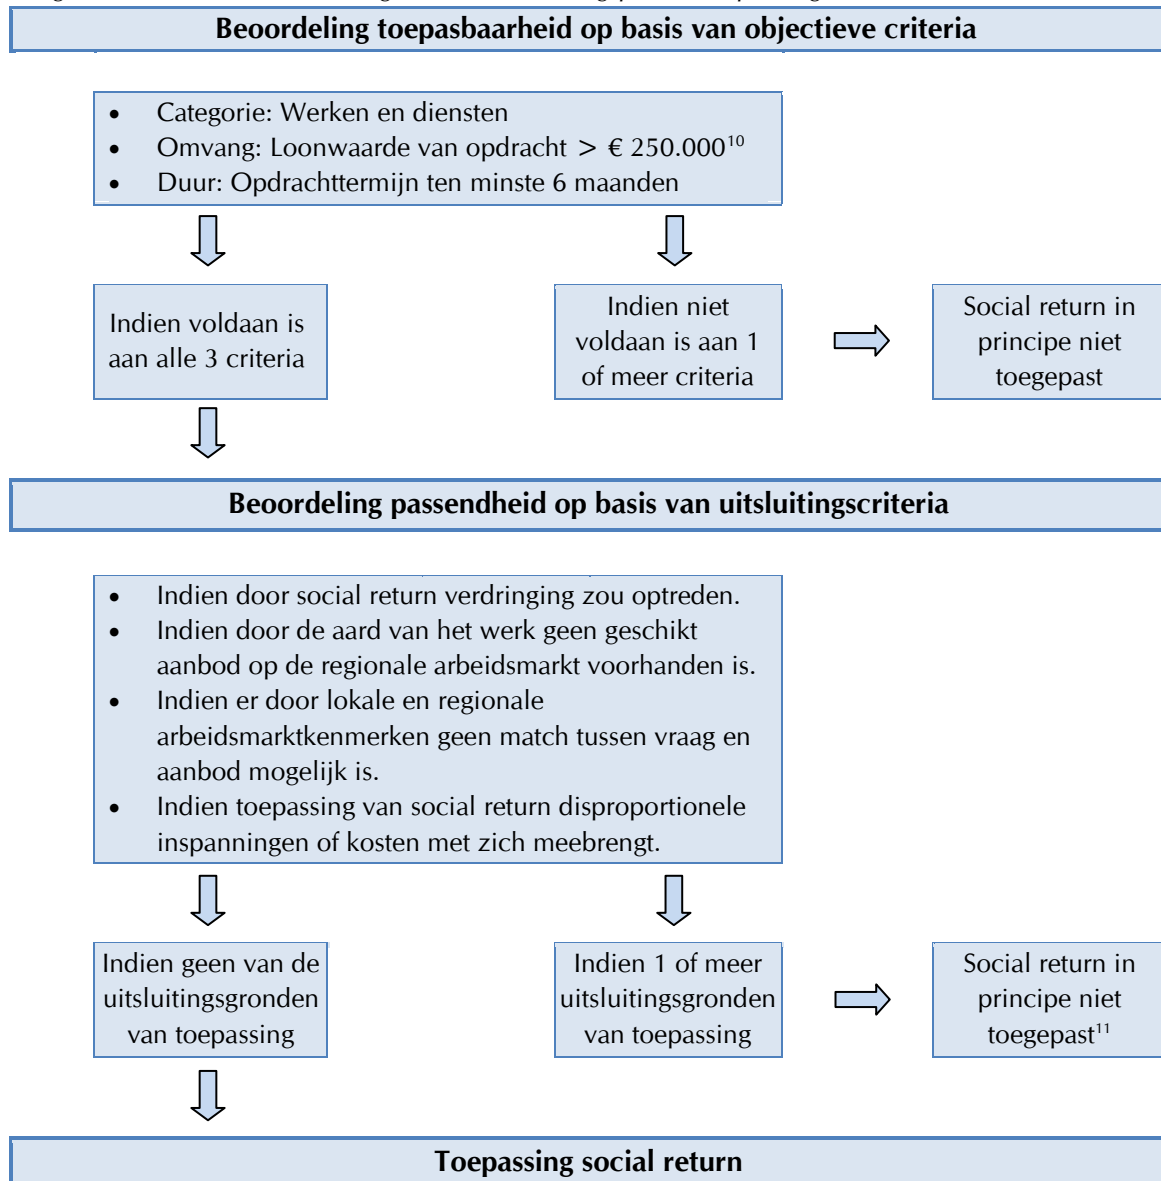 Beoordeling toepasbaarheid op basis van objectieve criteria
• Categorie: Werken en diensten
• Omvang: Loonwaarde van opdracht > € 250.000¹⁰
• Duur: Opdrachttermijn ten minste 6 maanden
Indien voldaan is
aan alle 3 criteria
Indien niet
voldaan is aan 1
of meer criteria
Social return in
principe niet
toegepast
Beoordeling passendheid op basis van uitsluitingscriteria
• Indien door social return verdringing zou optreden.
• Indien door de aard van het werk geen geschikt
aanbod op de regionale arbeidsmarkt voorhanden is.
• Indien er door lokale en regionale
arbeidsmarktkenmerken geen match tussen vraag en
aanbod mogelijk is.
• Indien toepassing van social return disproportionele
inspanningen of kosten met zich meebrengt.
Indien geen van de
uitsluitingsgronden
van toepassing
Indien 1 of meer
uitsluitingsgronden
van toepassing
Social return in
principe niet
toegepast¹¹
Toepassing social return